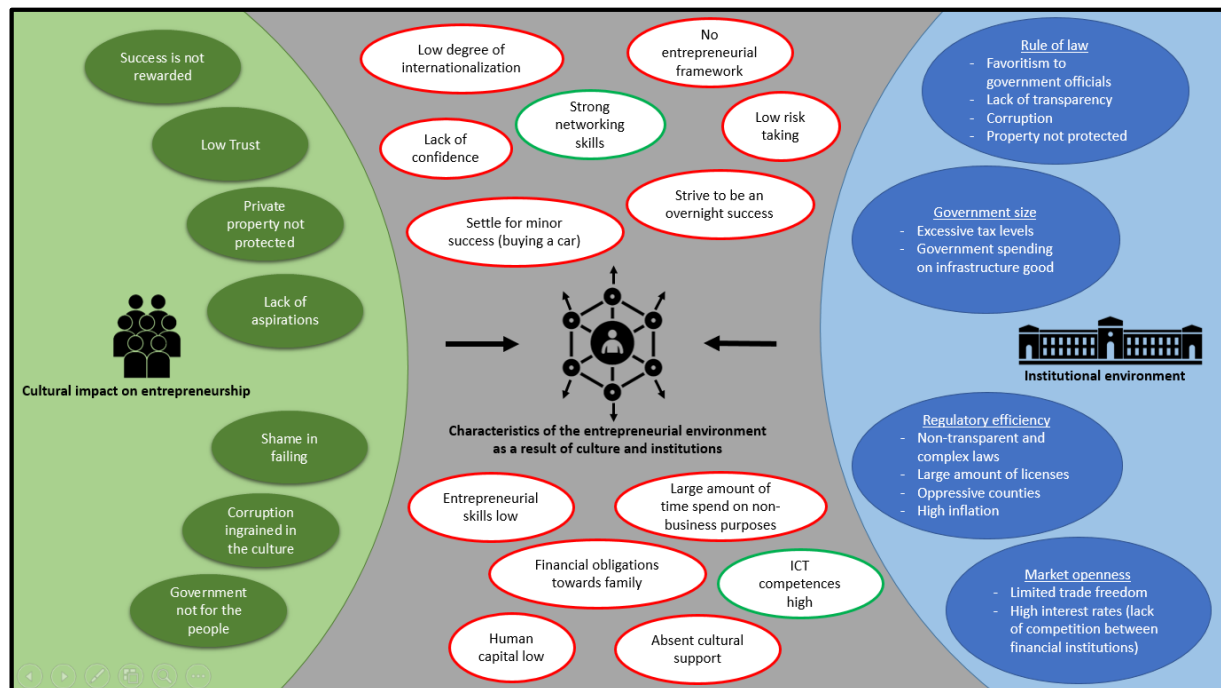 Success is not
rewarded
Low Trust
Private
property not
protected
Lack of
aspirations
Cultural impact on entrepreneurship
Shame in
failing
Corruption
ingrained in
the culture
Government
not for the
people
Low degree of
internationalization
No
entrepreneurial
framework
Strong
networking
skills
Low risk
taking
Lack of
confidence
Strive to be an
overnight success
Settle for minor
success (buying a car)
Characteristics of the entrepreneurial environment
as a result of culture and institutions
Entrepreneurial
skills low
Large amount of
time spend on non-
business purposes
Financial obligations
towards family
ICT
competences
high
Human
capital low
Absent cultural
support
Rule of law
- Favoritism to
government officials
- Lack of transparency
- Corruption
- Property not protected
Government size
- Excessive tax levels
- Government spending
on infrastructure good
Institutional environment
Regulatory efficiency
- Non-transparent and
complex laws
- Large amount of licenses
- Oppressive counties
- High inflation
Market openness
- Limited trade freedom
- High interest rates (lack
of competition between
financial institutions)